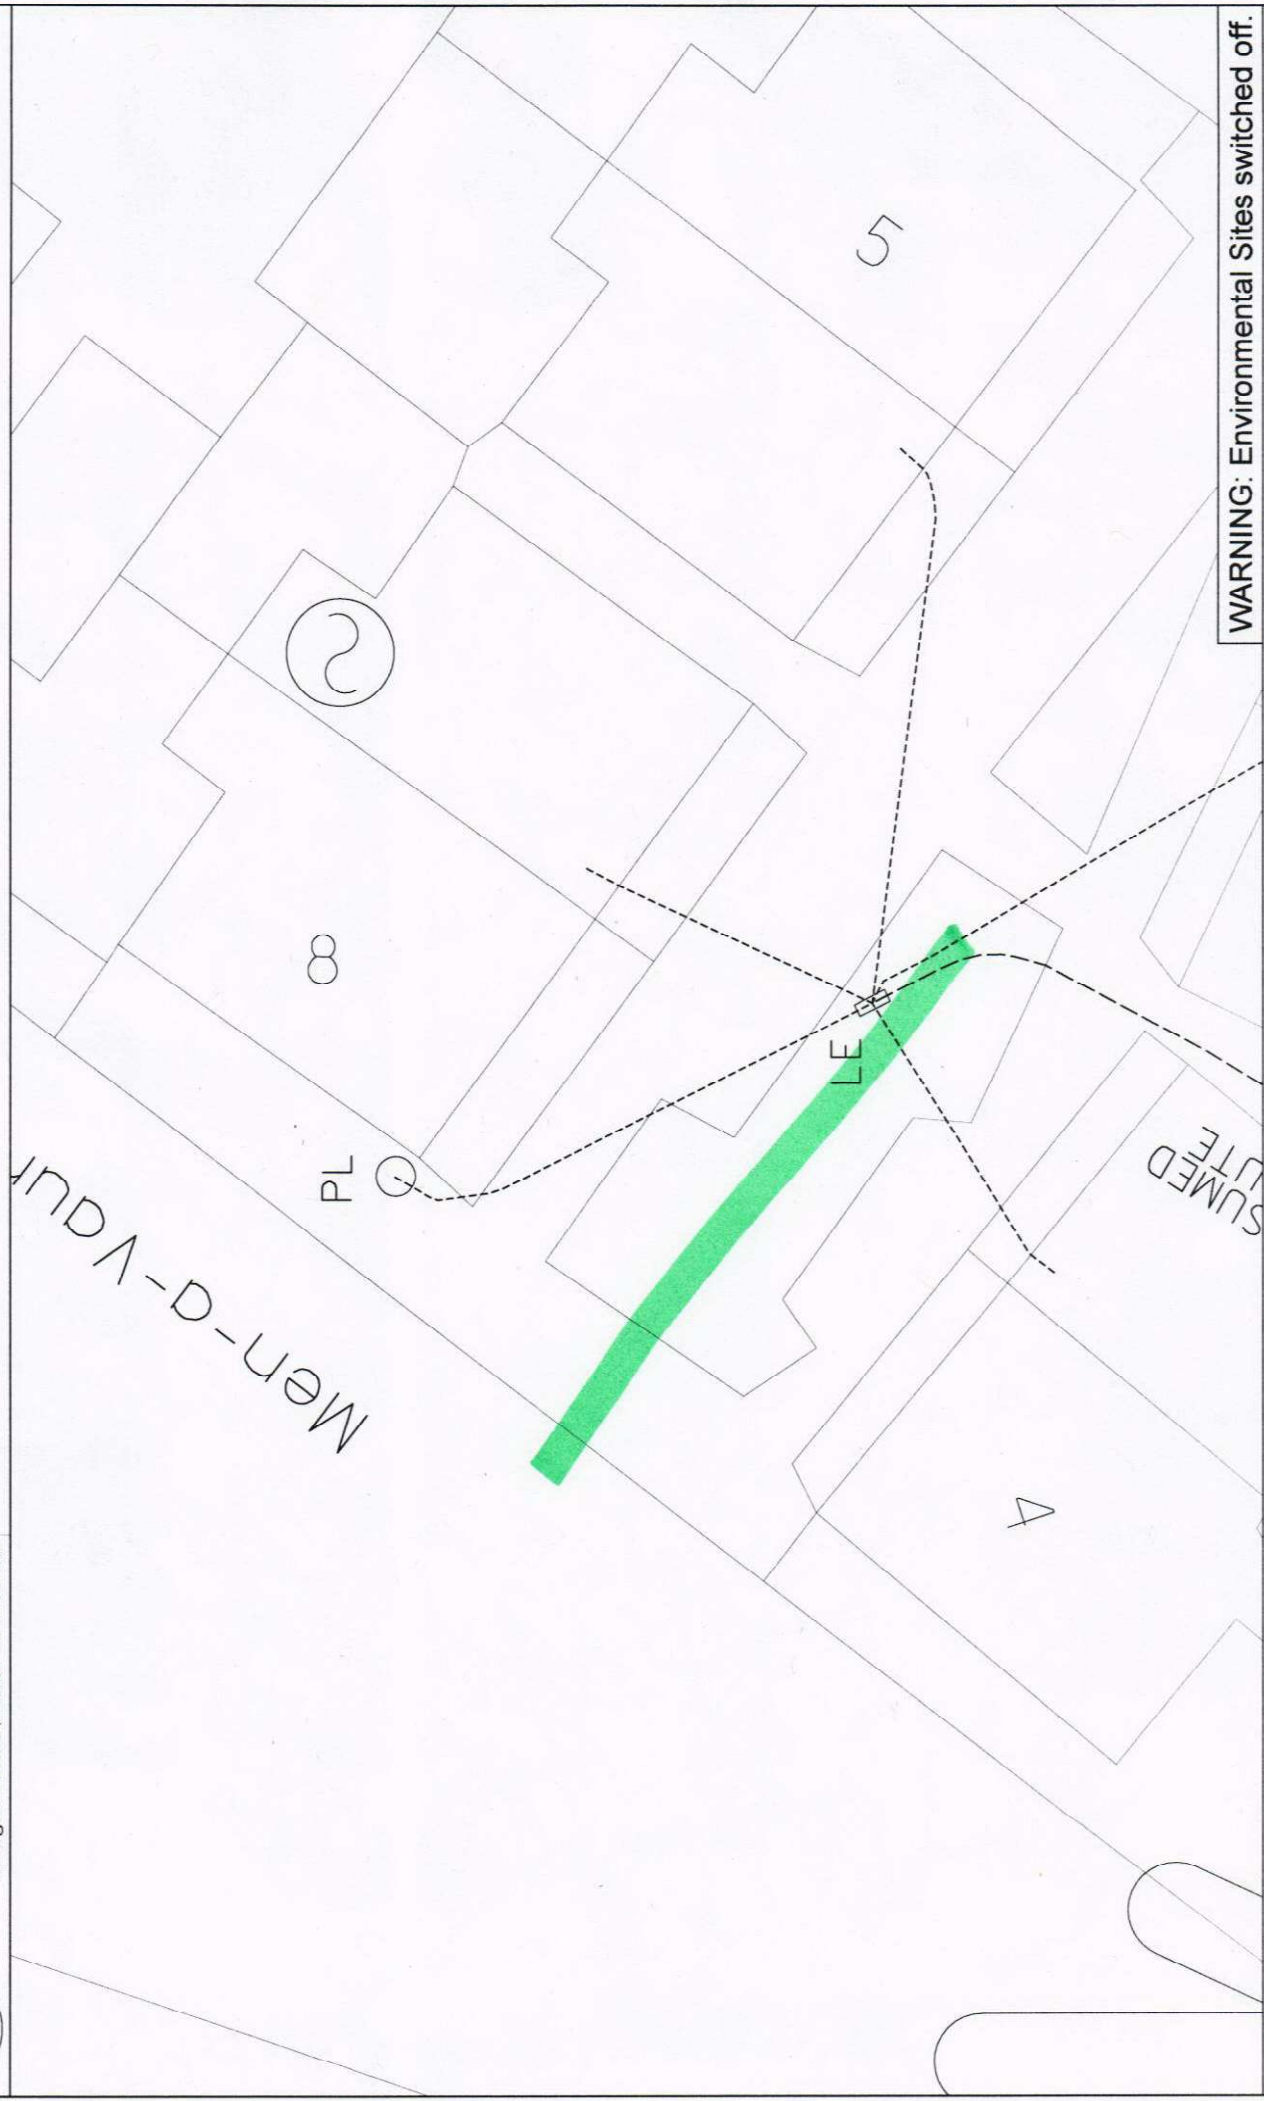 WARNING: Environmental Sites switched off.
5
8
PL
LE
Men-a-Vaur
4
SUMED
UTE